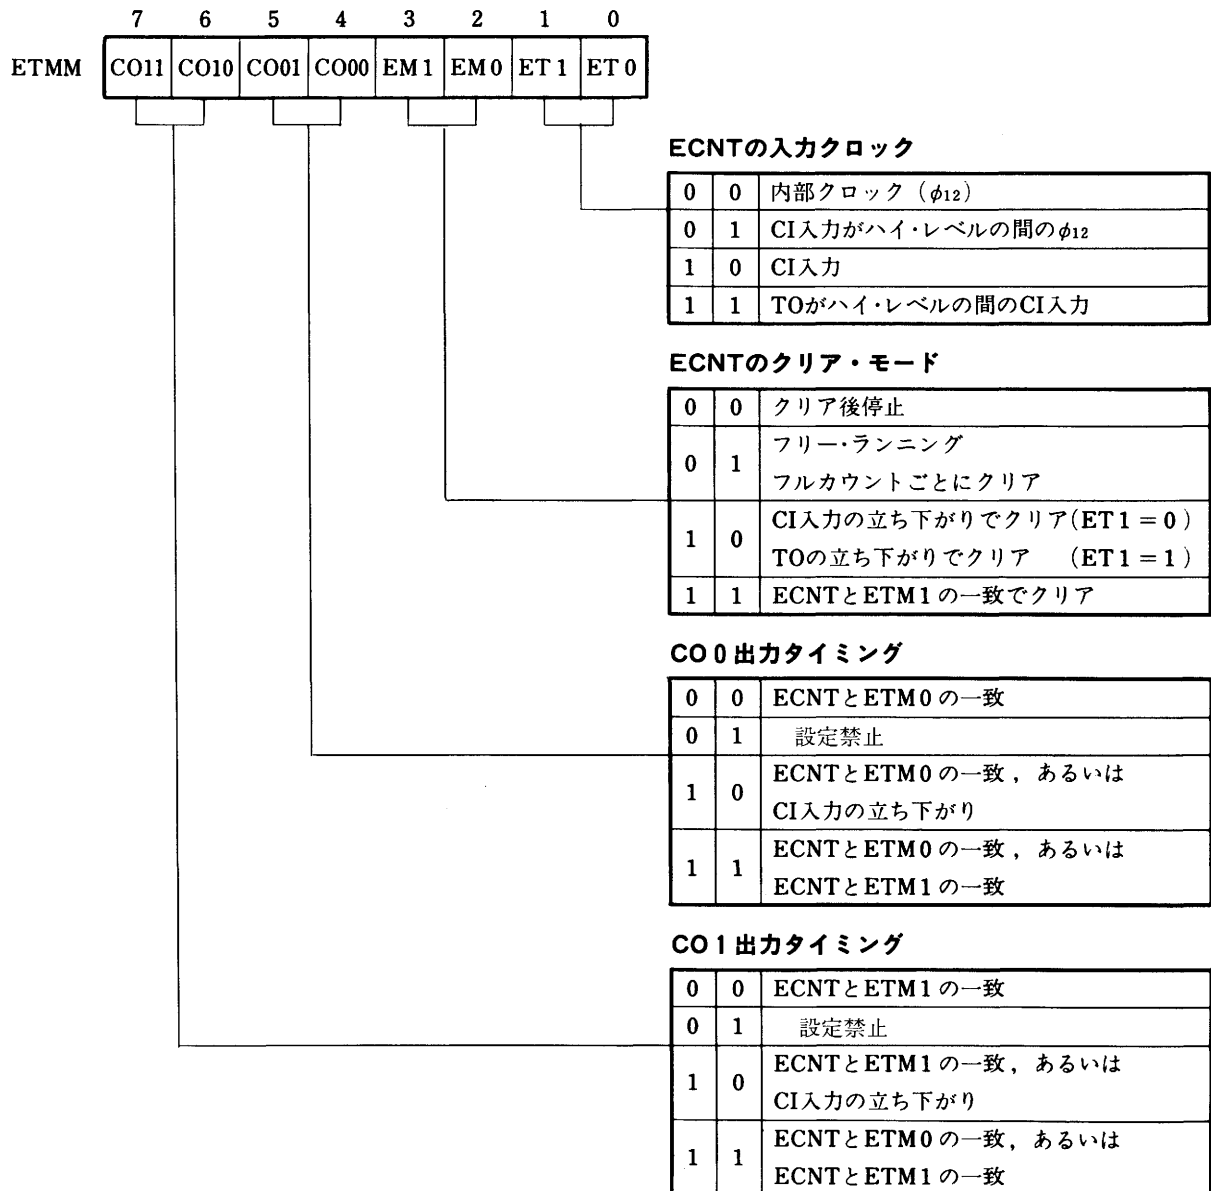 7 6 5 4 3 2 1 0
ETMM CO11 CO10 CO01 CO00 EM1 EM0 ET1 ET0
ECNTの入力クロック
0 0 内部クロック（φ12）
0 1 CI入力がハイ・レベルの間のφ12
1 0 CI入力
1 1 TOがハイ・レベルの間のCI入力
ECNTのクリア・モード
0 0 クリア後停止
0 1 フリー・ランニング
フルカウントごとにクリア
1 0 CI入力の立ち下がりでクリア(ET1＝0)
TOの立ち下がりでクリア (ET1＝1)
1 1 ECNTとETM1の一致でクリア
CO0出力タイミング
0 0 ECNTとETM0の一致
0 1 設定禁止
1 0 ECNTとETM0の一致，あるいは
CI入力の立ち下がり
1 1 ECNTとETM0の一致，あるいは
ECNTとETM1の一致
CO1出力タイミング
0 0 ECNTとETM1の一致
0 1 設定禁止
1 0 ECNTとETM1の一致，あるいは
CI入力の立ち下がり
1 1 ECNTとETM0の一致，あるいは
ECNTとETM1の一致